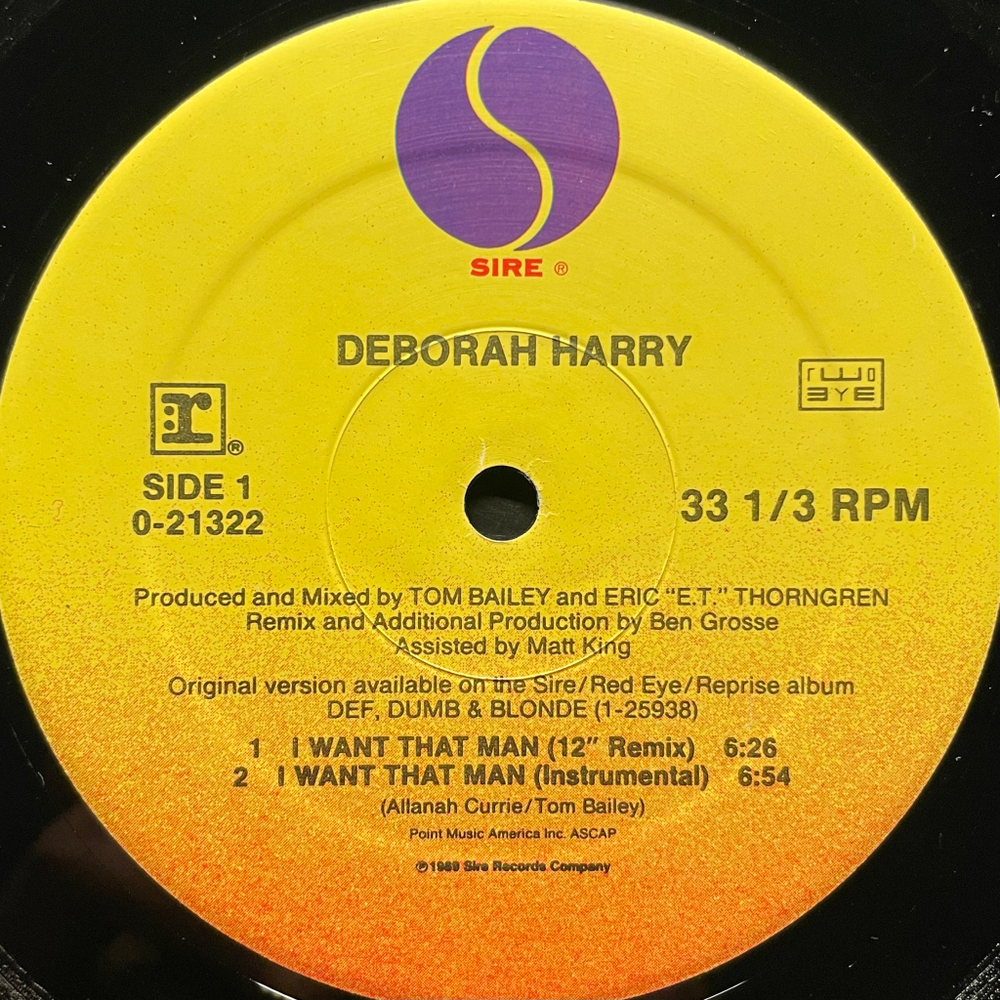 SIRE ®
DEBORAH HARRY
r®
SIDE 1
0-21322
33 1/3 RPM
Produced and Mixed by TOM BAILEY and ERIC "E.T." THORNGREN
Remix and Additional Production by Ben Grosse
Assisted by Matt King
Original version available on the Sire/Red Eye/Reprise album
DEF, DUMB & BLONDE (1-25938)
1 I WANT THAT MAN (12" Remix) 6:26
2 I WANT THAT MAN (Instrumental) 6:54
(Allanah Currie/Tom Bailey)
Point Music America Inc. ASCAP
℗1989 Sire Records Company